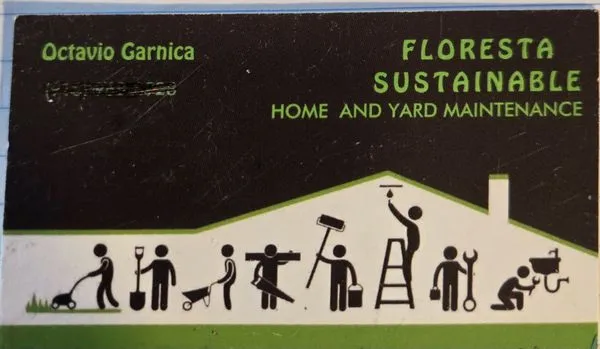 Octavio Garnica
FLORESTA
SUSTAINABLE
HOME AND YARD MAINTENANCE